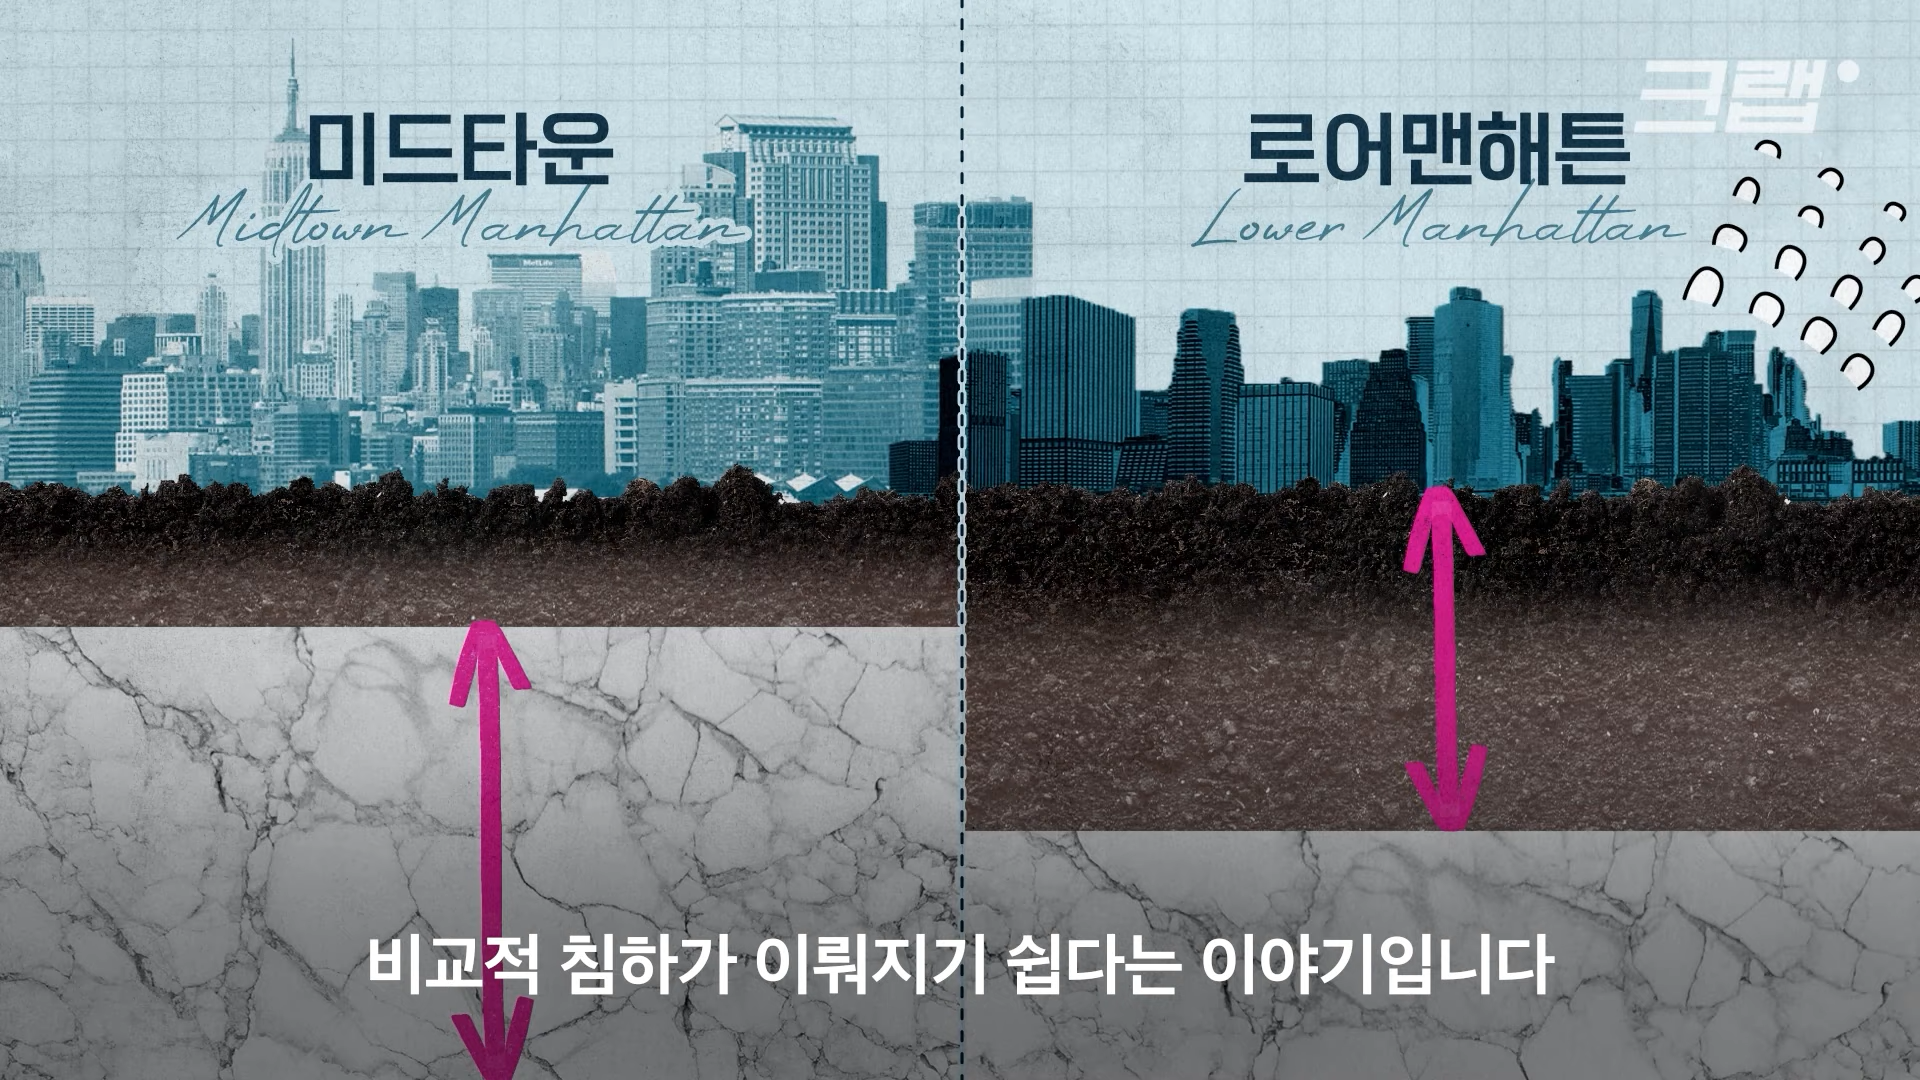 크랩
미드타운
Midtown Manhattan
로어맨해튼
Lower Manhattan
MetLife
비교적 침하가 이뤄지기 쉽다는 이야기입니다